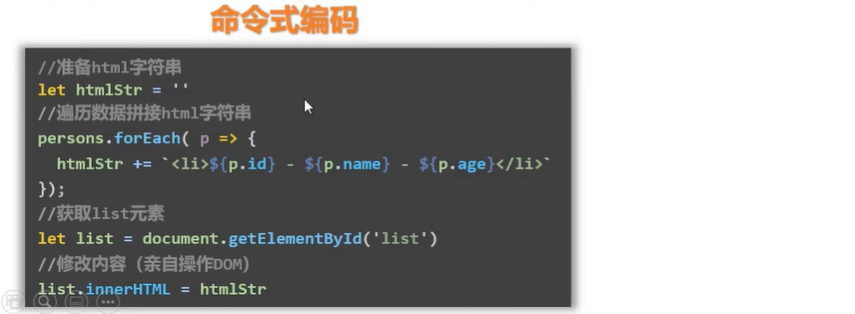 命令式编码
//准备html字符串
let htmlStr = ''
//遍历数据拼接html字符串
persons.forEach( p => {
  htmlStr += `<li>${p.id} - ${p.name} - ${p.age}</li>`
});
//获取list元素
let list = document.getElementById('list')
//修改内容（亲自操作DOM）
list.innerHTML = htmlStr